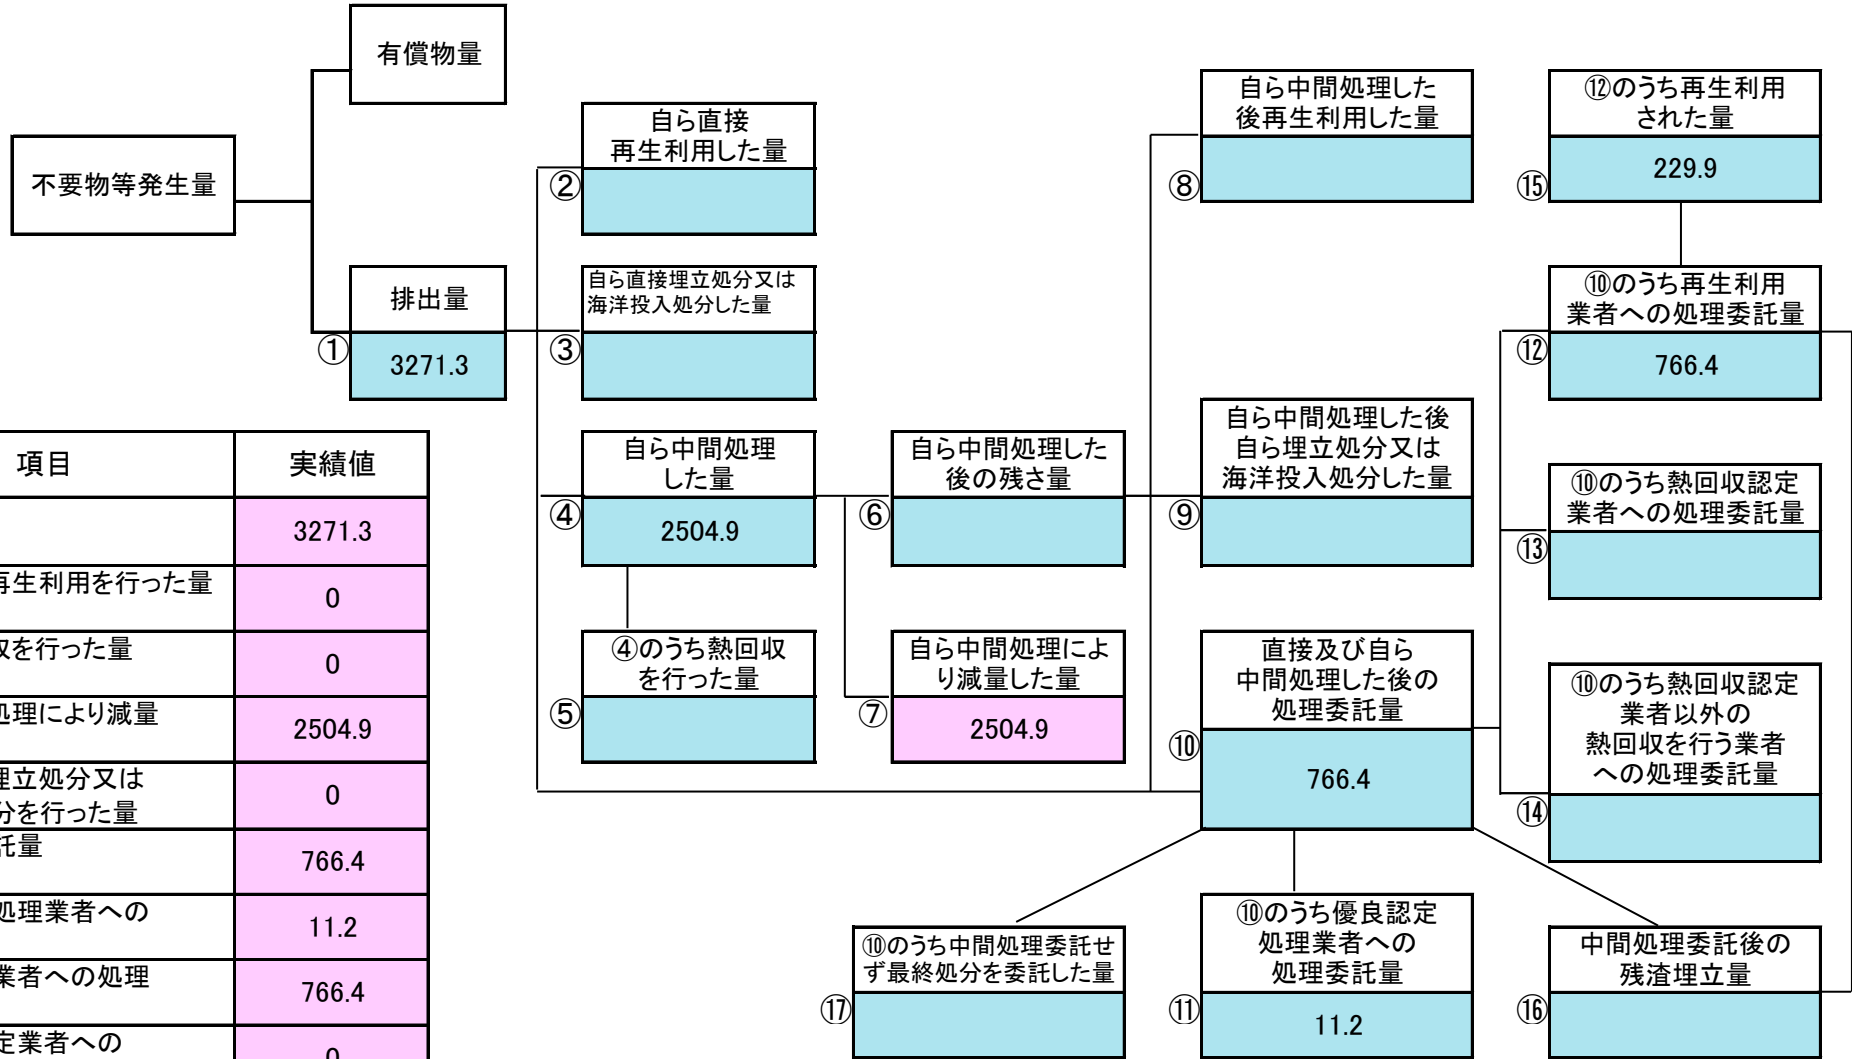 有償物量
不要物等発生量
排出量
①
3271.3
自ら直接
再生利用した量
②
自ら直接埋立処分又は
海洋投入処分した量
③
自ら中間処理
した量
④
2504.9
④のうち熱回収
を行った量
⑤
自ら中間処理した
後の残さ量
⑥
自ら中間処理によ
り減量した量
⑦
2504.9
自ら中間処理した
後再生利用した量
⑧
自ら中間処理した後
自ら埋立処分又は
海洋投入処分した量
⑨
直接及び自ら
中間処理した後の
処理委託量
⑩
766.4
⑩のうち優良認定
処理業者への
処理委託量
⑪
11.2
⑫のうち再生利用
された量
⑮
229.9
⑩のうち再生利用
業者への処理委託量
⑫
766.4
⑩のうち熱回収認定
業者への処理委託量
⑬
⑩のうち熱回収認定
業者以外の
熱回収を行う業者
への処理委託量
⑭
中間処理委託後の
残渣埋立量
⑯
⑩のうち中間処理委託せ
ず最終処分を委託した量
⑰
項目
実績値
3271.3
再生利用を行った量
0
を行った量
0
処理により減量
2504.9
埋立処分又は
分を行った量
0
託量
766.4
処理業者への
11.2
業者への処理
766.4
定業者への
0